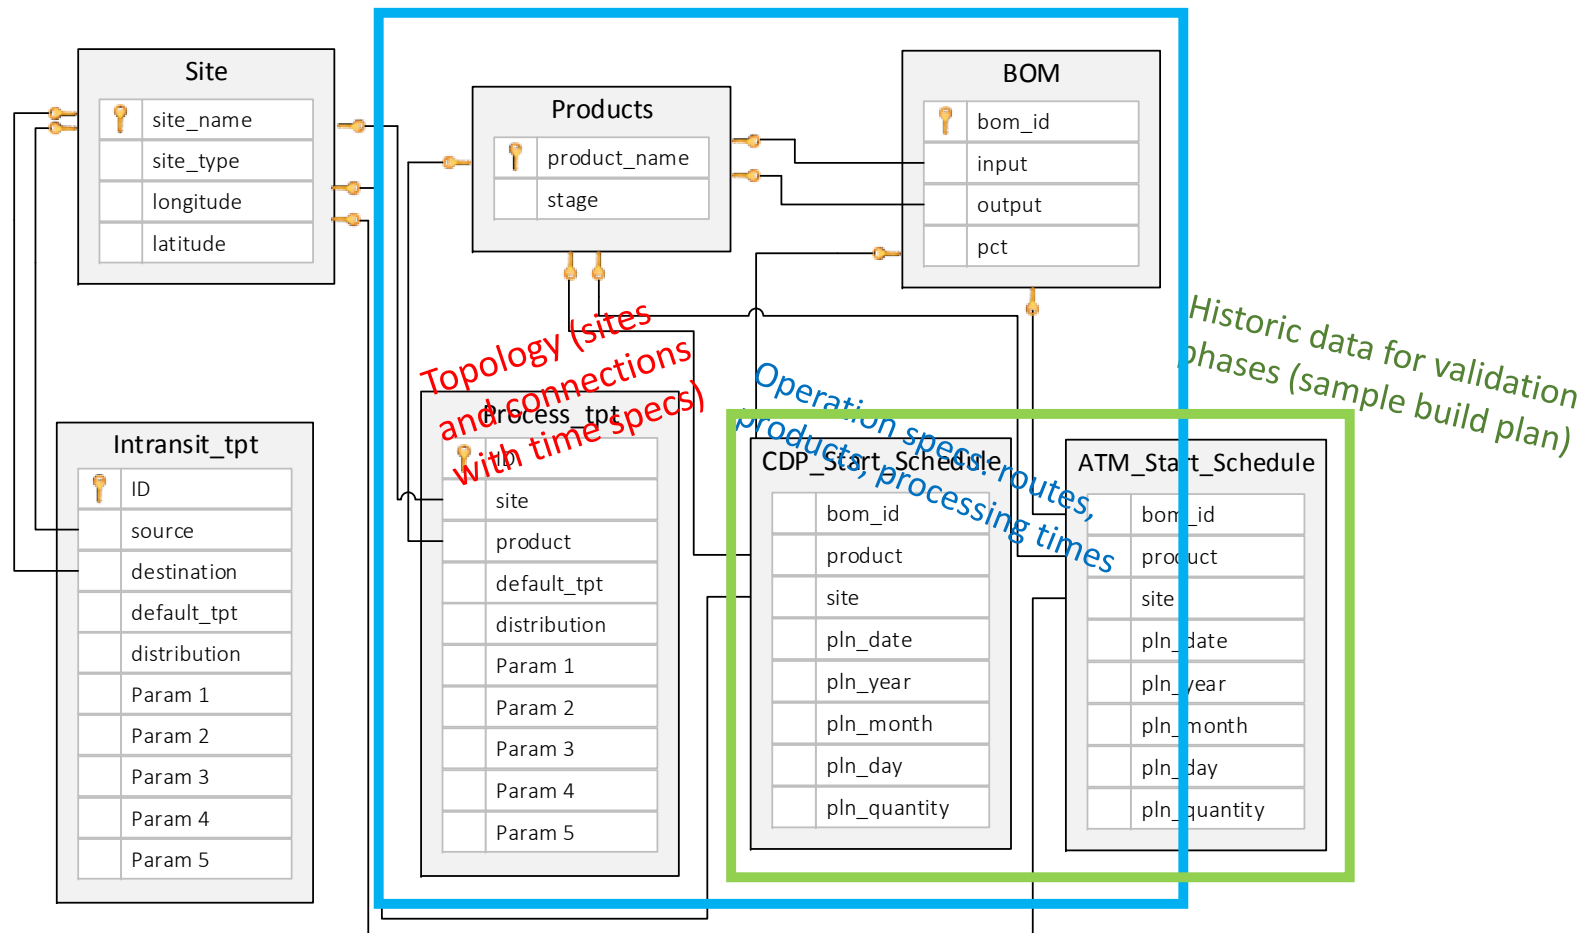 Site
site_name
site_type
longitude
latitude
Products
product_name
stage
BOM
bom_id
input
output
pct
Topology (sites
and connections
with time specs)
Operation specs: routes,
products, processing times
Historic data for validation
phases (sample build plan)
Intransit_tpt
ID
source
destination
default_tpt
distribution
Param 1
Param 2
Param 3
Param 4
Param 5
Process_tpt
ID
site
product
default_tpt
distribution
Param 1
Param 2
Param 3
Param 4
Param 5
CDP_Start_Schedule
bom_id
product
site
pln_date
pln_year
pln_month
pln_day
pln_quantity
ATM_Start_Schedule
bom_id
product
site
pln_date
pln_year
pln_month
pln_day
pln_quantity